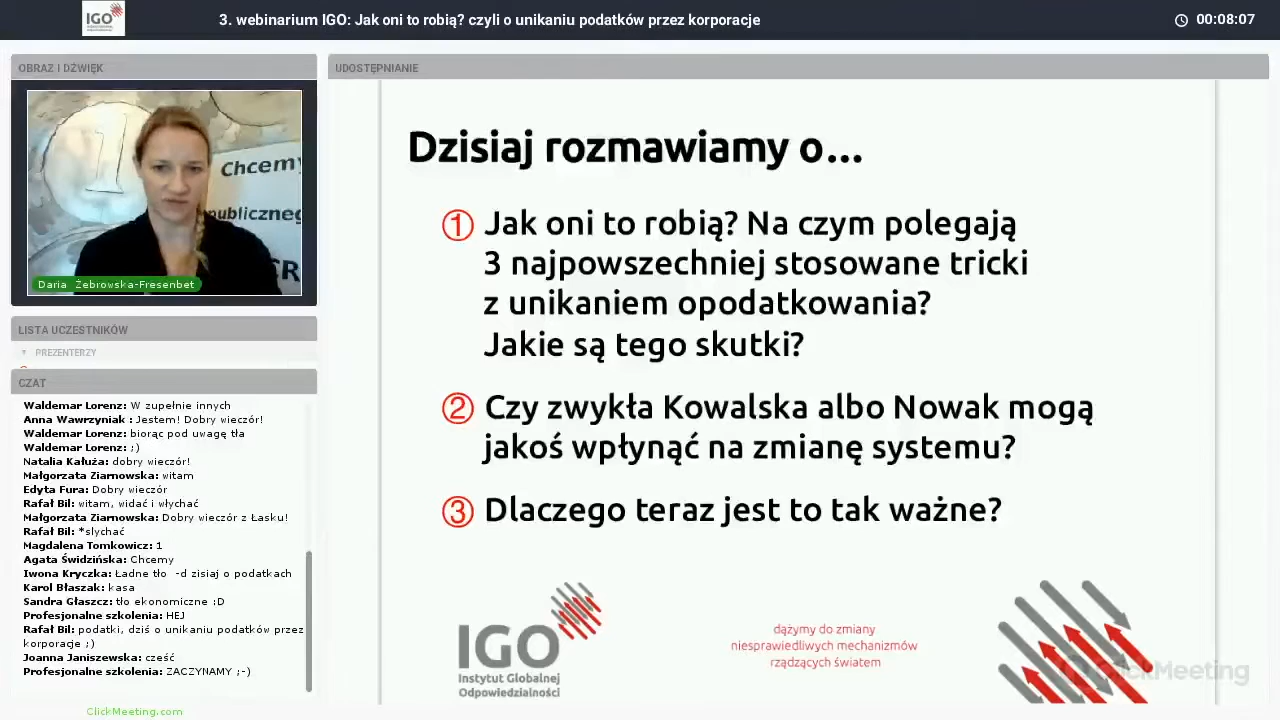 IGO
3. webinarium IGO: Jak oni to robią? czyli o unikaniu podatków przez korporacje
00:08:07
OBRAZ I DŹWIĘK
Chcemy
publiczneg
Daria Żebrowska-Fresenbet
LISTA UCZESTNIKÓW
PREZENTERZY
CZAT
Waldemar Lorenz: W zupełnie innych
Anna Wawrzyniak : Jestem! Dobry wieczór!
Waldemar Lorenz: biorąc pod uwagę tła
Waldemar Lorenz: ;)
Natalia Kałuża: dobry wieczór!
Małgorzata Ziarnowska: witam
Edyta Fura: Dobry wieczór
Rafał Bil: witam, widać i włychać
Małgorzata Ziarnowska: Dobry wieczór z Łasku!
Rafał Bil: *slychać
Magdalena Tomkowicz: 1
Agata Świdzińska: Chcemy
Iwona Kryczka: Ładne tło -d zisiaj o podatkach
Karol Błaszak: kasa
Sandra Głaszcz: tło ekonomiczne :D
Profesjonalne szkolenia: HEJ
Rafał Bil: podatki, dziś o unikaniu podatków przez
korporacje ;)
Joanna Janiszewska: cześć
Profesjonalne szkolenia: ZACZYNAMY ;-)
ClickMeeting.com
UDOSTĘPNIANIE
Dzisiaj rozmawiamy o...
1 Jak oni to robią? Na czym polegają
3 najpowszechniej stosowane tricki
z unikaniem opodatkowania?
Jakie są tego skutki?
2 Czy zwykła Kowalska albo Nowak mogą
jakoś wpłynąć na zmianę systemu?
3 Dlaczego teraz jest to tak ważne?
IGO
Instytut Globalnej
Odpowiedzialności
dążymy do zmiany
niesprawiedliwych mechanizmów
rządzących światem
ClickMeeting